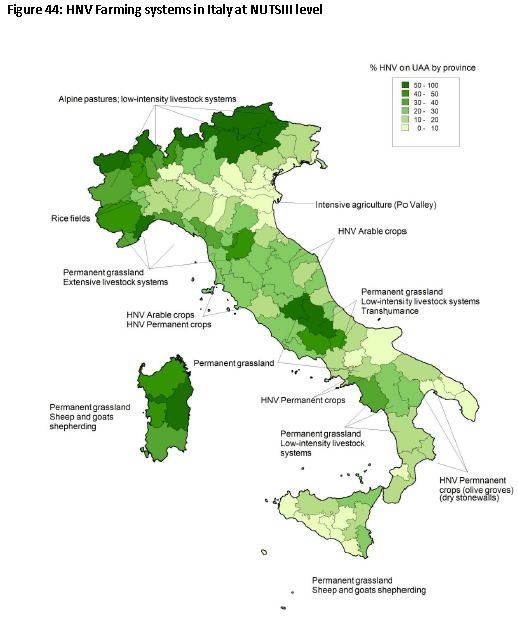 Figure 44: HNV Farming systems in Italy at NUTSIII level
% HNV on UAA by province
50 - 100
40 - 50
30 - 40
20 - 30
10 - 20
0 - 10
Alpine pastures; low-intensity livestock systems
Intensive agriculture (Po Valley)
Rice fields
HNV Arable crops
Permanent grassland
Extensive livestock systems
Permanent grassland
Low-intensity livestock systems
Transhumance
HNV Arable crops
HNV Permanent crops
Permanent grassland
HNV Permanent crops
Permanent grassland
Sheep and goats
shepherding
Permanent grassland
Low-intensity livestock
systems
HNV Permnanent
crops (olive groves)
(dry stonewalls)
Permanent grassland
Sheep and goats shepherding